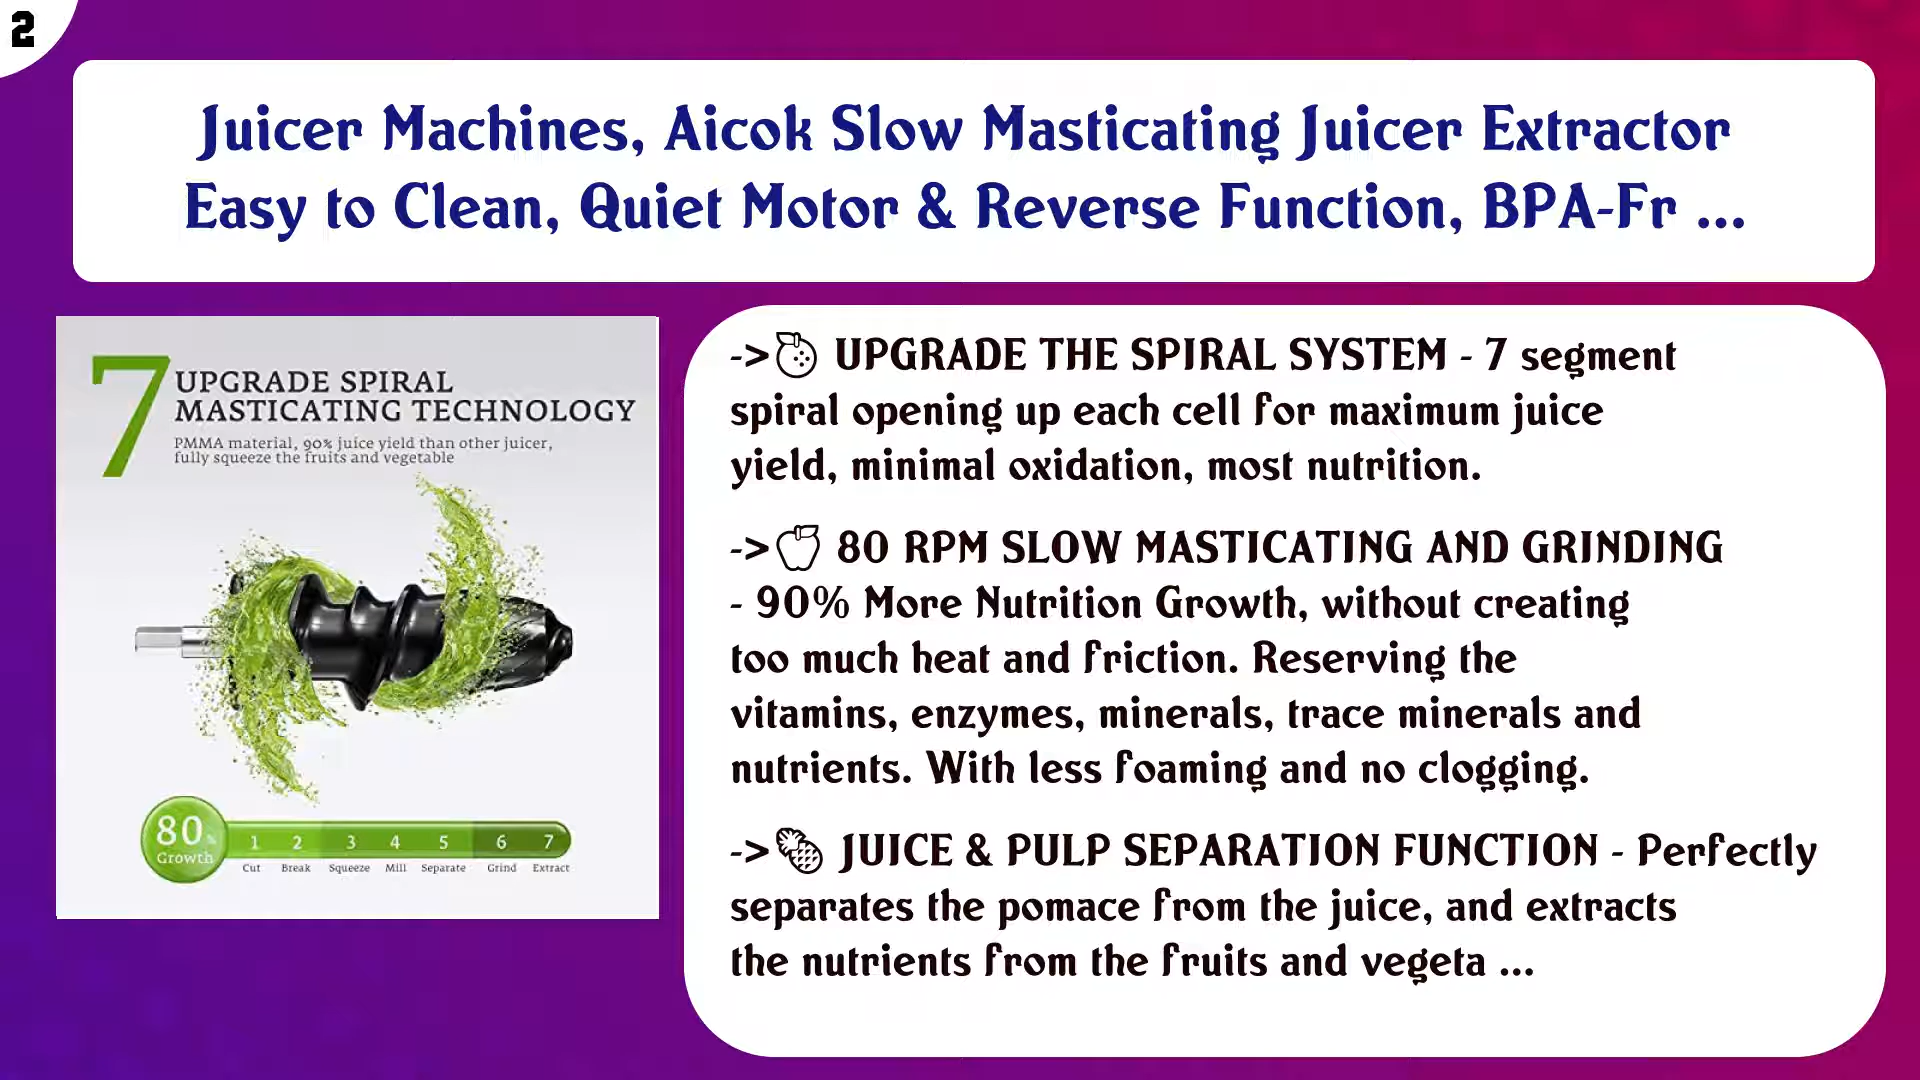 2
Juicer Machines, Aicok Slow Masticating Juicer Extractor
Easy to Clean, Quiet Motor & Reverse Function, BPA-Fr ...
7
UPGRADE SPIRAL
MASTICATING TECHNOLOGY
PMMA material, 90% juice yield than other juicer,
fully squeeze the fruits and vegetable
80%
Growth
1 2 3 4 5 6 7
Cut Break Squeeze Mill Separate Grind Extract
-> UPGRADE THE SPIRAL SYSTEM - 7 segment
spiral opening up each cell for maximum juice
yield, minimal oxidation, most nutrition.
-> 80 RPM SLOW MASTICATING AND GRINDING
- 90% More Nutrition Growth, without creating
too much heat and friction. Reserving the
vitamins, enzymes, minerals, trace minerals and
nutrients. With less foaming and no clogging.
-> JUICE & PULP SEPARATION FUNCTION - Perfectly
separates the pomace from the juice, and extracts
the nutrients from the fruits and vegeta ...